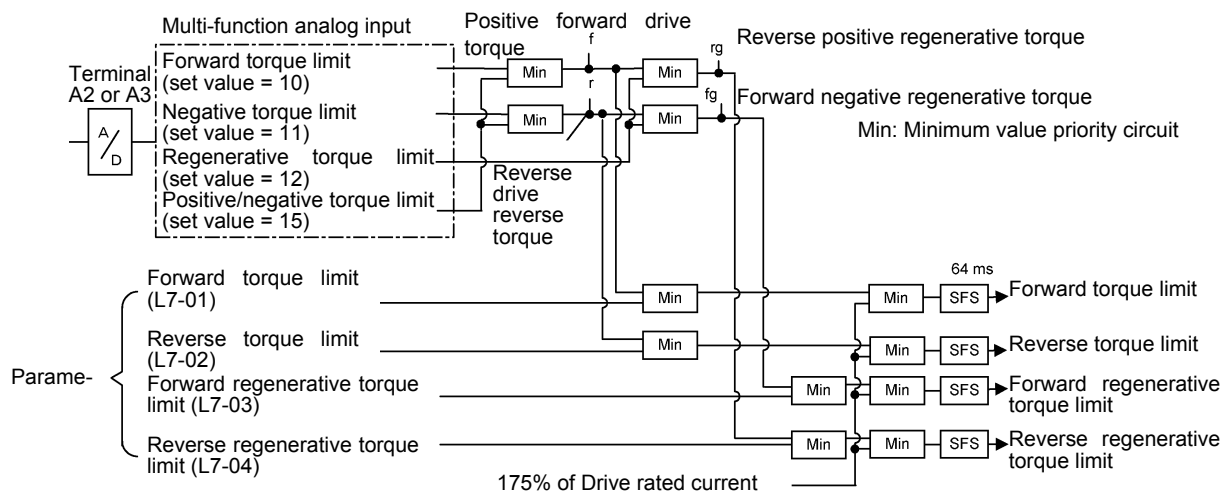 Multi-function analog input
Positive forward drive
torque
f
rg
Reverse positive regenerative torque
Terminal
A2 or A3
Forward torque limit
(set value = 10)
Min
Min
r
fg
Forward negative regenerative torque
A/D
Negative torque limit
(set value = 11)
Min
Min
Min: Minimum value priority circuit
Regenerative torque limit
(set value = 12)
Positive/negative torque limit
(set value = 15)
Reverse
drive
reverse
torque
Forward torque limit
(L7-01)
Min
Min
64 ms
SFS
Forward torque limit
Reverse torque limit
(L7-02)
Min
Min
SFS
Reverse torque limit
Parame-
Forward regenerative torque
limit (L7-03)
Min
Min
SFS
Forward regenerative
torque limit
Reverse regenerative torque
limit (L7-04)
Min
Min
SFS
Reverse regenerative
torque limit
175% of Drive rated current